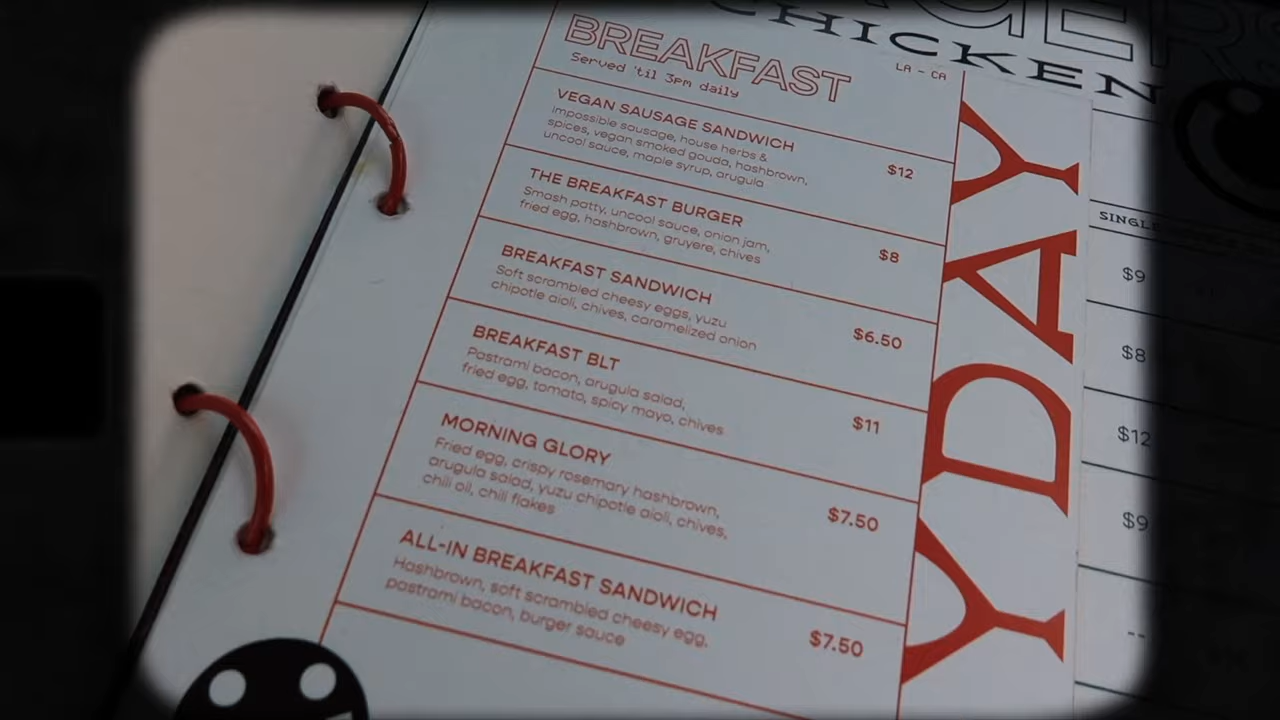 BREAKFAST
Served 'til 3pm daily
VEGAN SAUSAGE SANDWICH
Impossible sausage, house herbs &
spices, vegan smoked gouda, hashbrown,
uncool sauce, maple syrup, arugula
$12
THE BREAKFAST BURGER
Smash patty, uncool sauce, onion jam,
fried egg, hashbrown, gruyere, chives
$8
BREAKFAST SANDWICH
Soft scrambled cheesy eggs, yuzu
chipotle aioli, chives, caramelized onion
$6.50
BREAKFAST BLT
Pastrami bacon, arugula salad,
fried egg, tomato, spicy mayo, chives
$11
MORNING GLORY
Fried egg, crispy rosemary hashbrown,
arugula salad, yuzu chipotle aioli, chives,
chili oil, chili flakes
$7.50
ALL-IN BREAKFAST SANDWICH
Hashbrown, soft scrambled cheesy egg,
pastrami bacon, burger sauce
$7.50
CHICKEN
LA - CA
YDAY
SINGLE
$9
$8
$12
$9
--